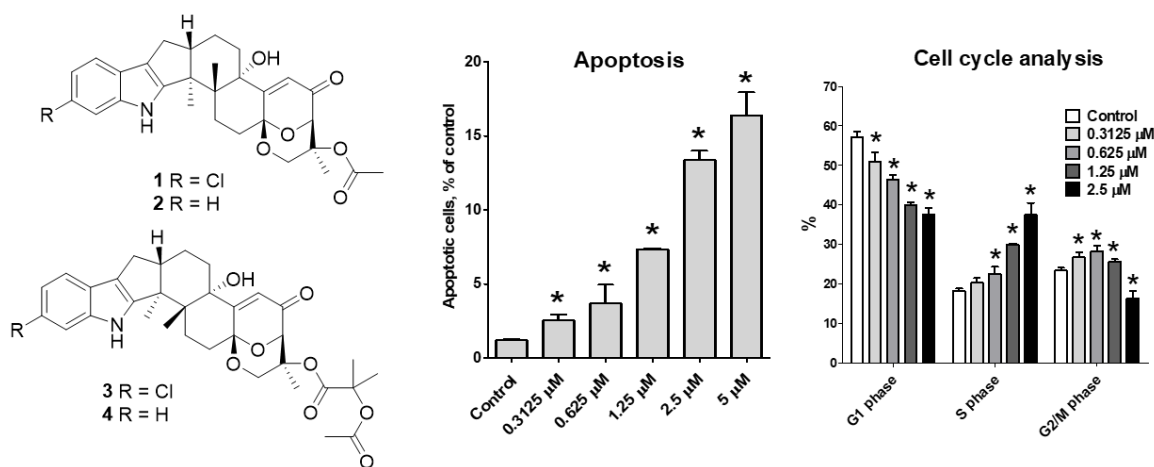 H
OH
O
R
N
H
O
O
O
O
1 R = Cl
2 R = H
H
OH
O
R
N
H
O
O
O
O
O
O
3 R = Cl
4 R = H
Apoptosis
Apoptotic cells, % of control
20
15
10
5
0
*
*
*
*
*
Control
0.3125 µM
0.625 µM
1.25 µM
2.5 µM
5 µM
Cell cycle analysis
Control
0.3125 µM
0.625 µM
1.25 µM
2.5 µM
%
60
50
40
30
20
10
0
* * * *
* * *
* * * *
G1 phase
S phase
G2/M phase